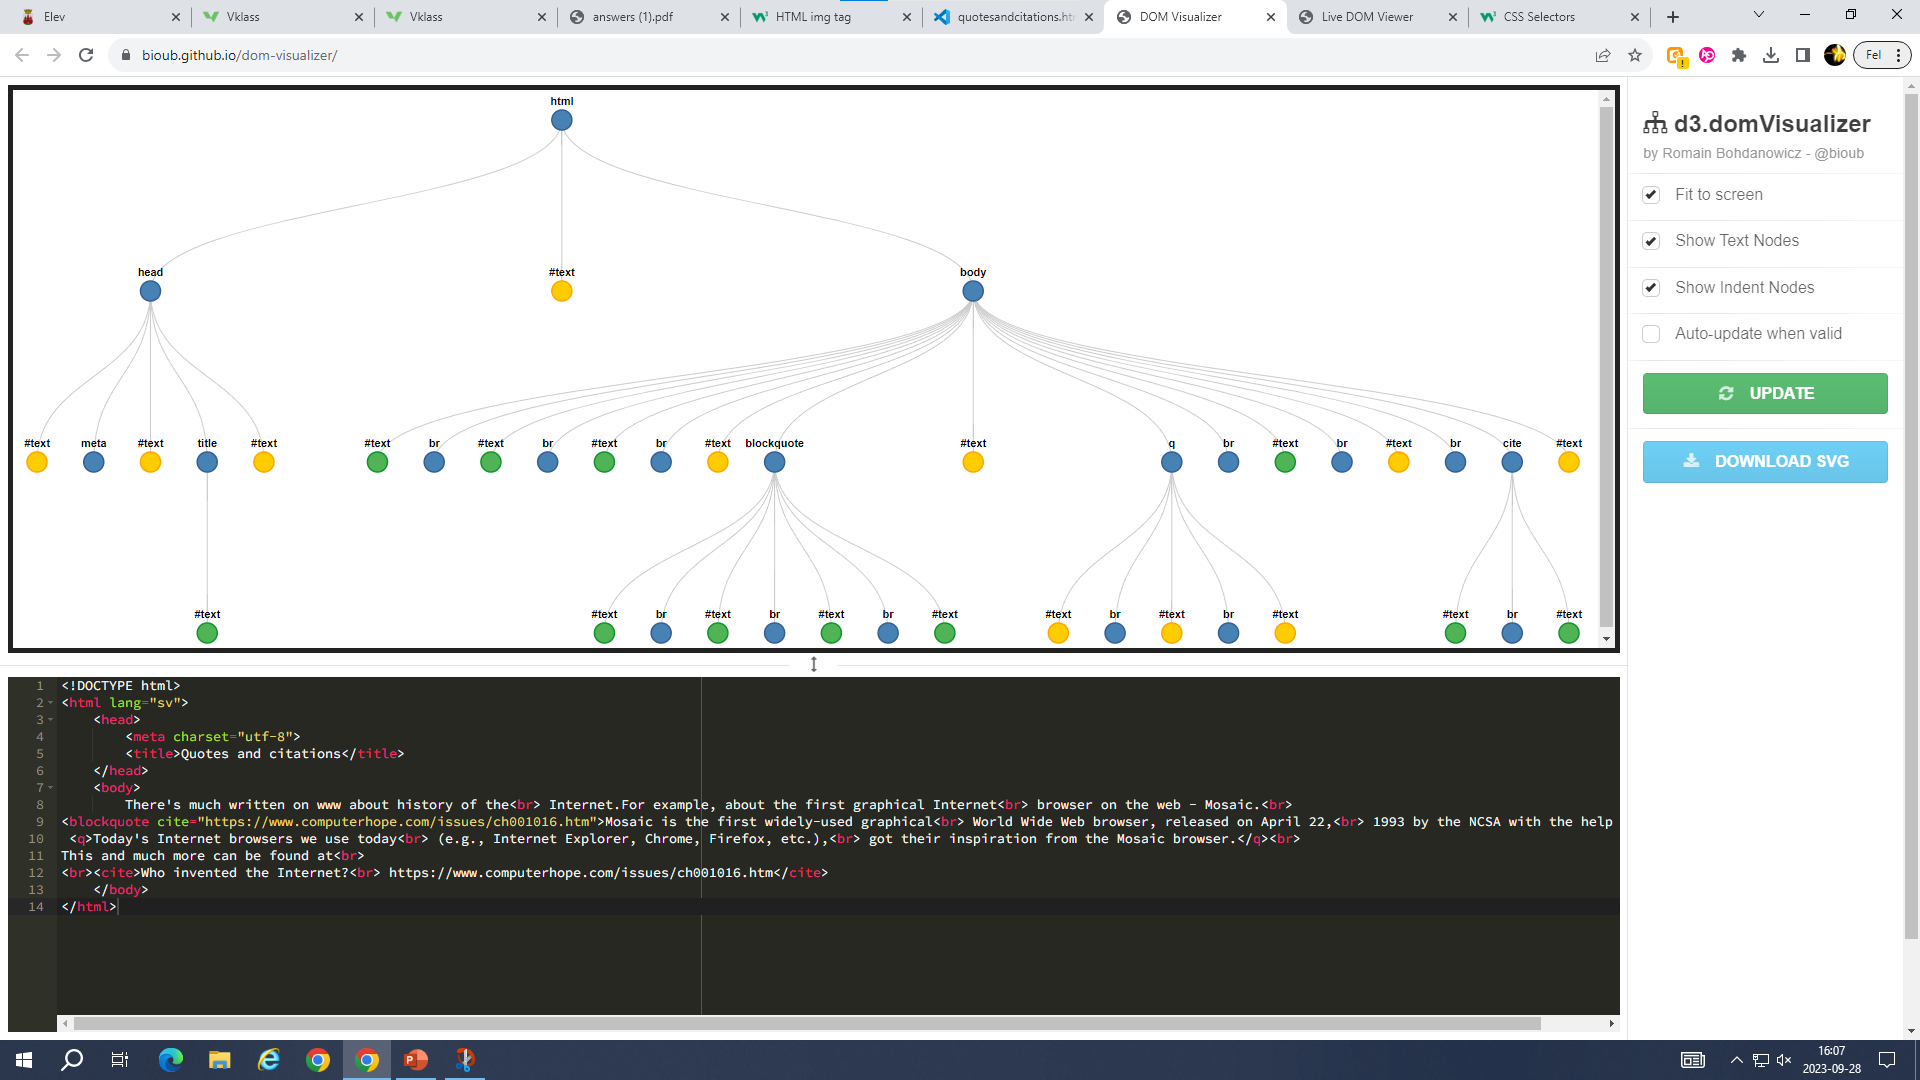 Elev
Vklass
Vklass
answers (1).pdf
HTML img tag
quotesandcitations.ht
DOM Visualizer
Live DOM Viewer
CSS Selectors
bioub.github.io/dom-visualizer/
Fel
html
head #text body
#text meta #text title #text #text br #text br #text br #text blockquote #text q br #text br #text br cite #text
#text #text br #text br #text br #text #text br #text br #text #text br #text
d3.domVisualizer
by Romain Bohdanowicz - @bioub
Fit to screen
Show Text Nodes
Show Indent Nodes
Auto-update when valid
UPDATE
DOWNLOAD SVG
1 <!DOCTYPE html>
2 <html lang="sv">
3 <head>
4 <meta charset="utf-8">
5 <title>Quotes and citations</title>
6 </head>
7 <body>
8 There's much written on www about history of the<br> Internet.For example, about the first graphical Internet<br> browser on the web - Mosaic.<br>
9 <blockquote cite="https://www.computerhope.com/issues/ch001016.htm">Mosaic is the first widely-used graphical<br> World Wide Web browser, released on April 22,<br> 1993 by the NCSA with the help
10 <q>Today's Internet browsers we use today<br> (e.g., Internet Explorer, Chrome, Firefox, etc.),<br> got their inspiration from the Mosaic browser.</q><br>
11 This and much more can be found at<br>
12 <br><cite>Who invented the Internet?<br> https://www.computerhope.com/issues/ch001016.htm</cite>
13 </body>
14 </html>
16:07
2023-09-28